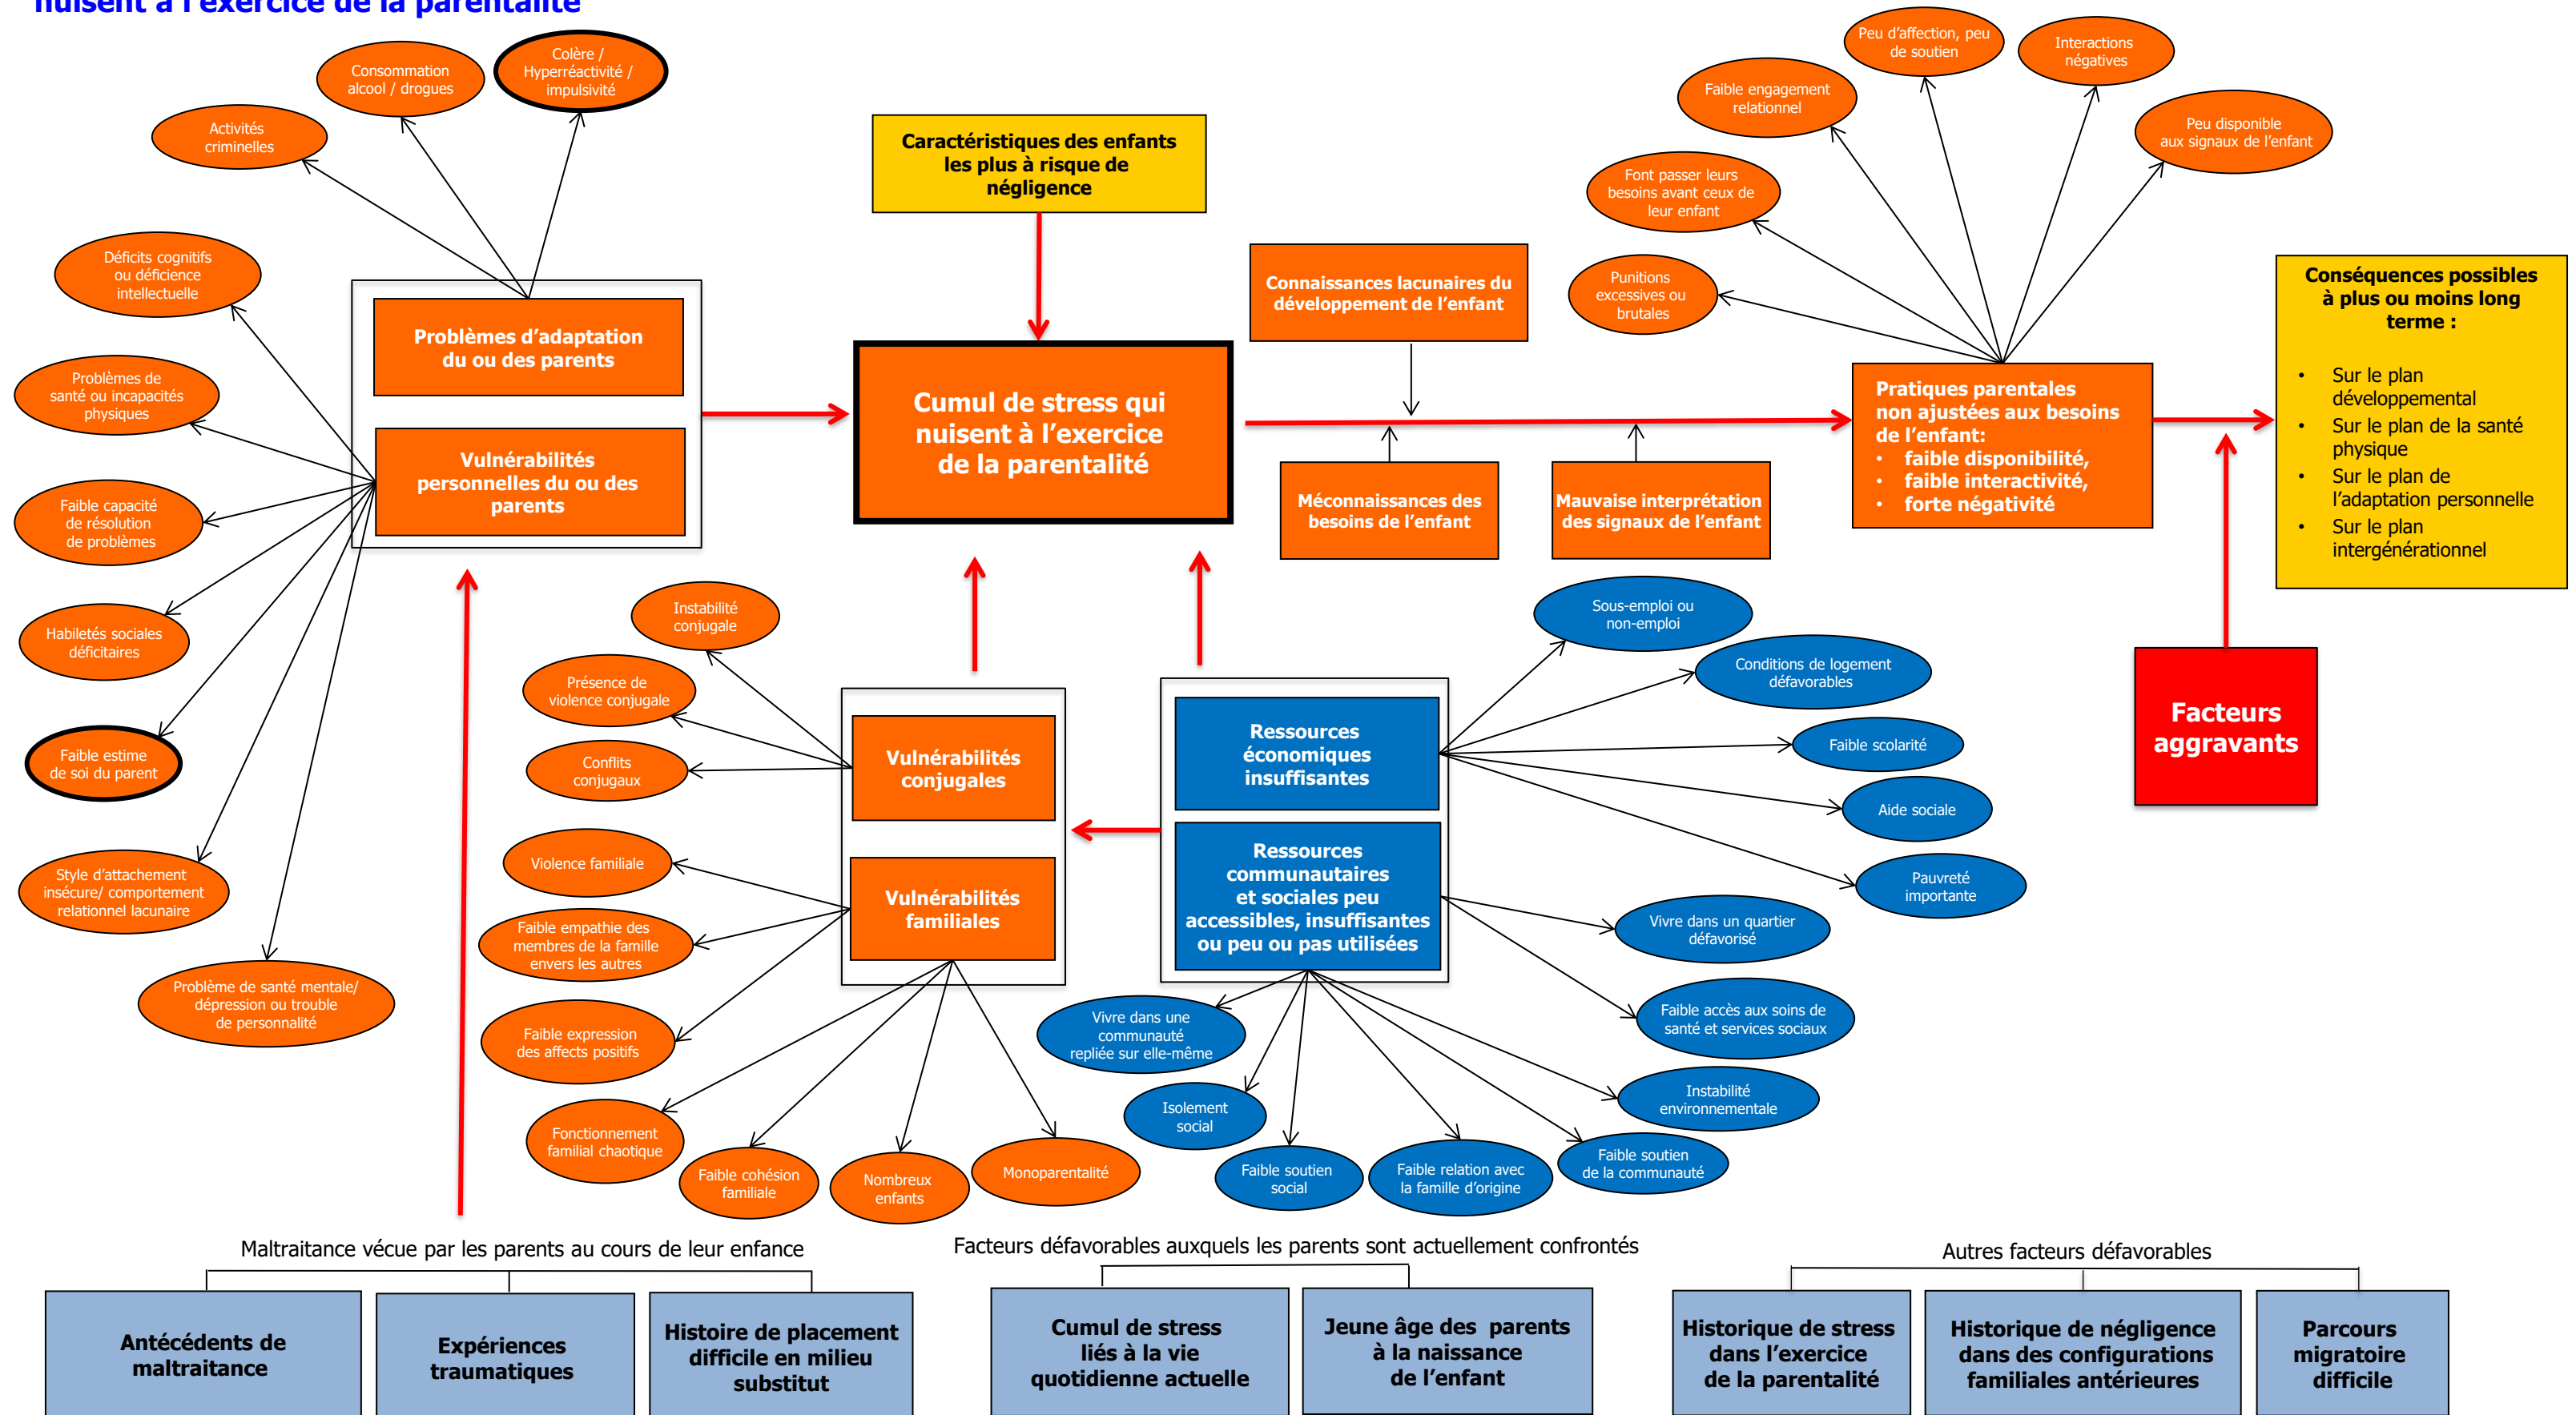 nuisent à l'exercice de la parentalité
Colère /
Hyperréactivité /
impulsivité
Consommation
alcool / drogues
Activités
criminelles
Déficits cognitifs
ou déficience
intellectuelle
Problèmes de
santé ou incapacités
physiques
Faible capacité
de résolution
de problèmes
Habiletés sociales
déficitaires
Faible estime
de soi du parent
Style d'attachement
insécure/ comportement
relationnel lacunaire
Problème de santé mentale/
dépression ou trouble
de personnalité
Problèmes d'adaptation
du ou des parents
Vulnérabilités
personnelles du ou des
parents
Caractéristiques des enfants
les plus à risque de
négligence
Cumul de stress qui
nuisent à l'exercice
de la parentalité
Connaissances lacunaires du
développement de l'enfant
Méconnaissances des
besoins de l'enfant
Mauvaise interprétation
des signaux de l'enfant
Peu d'affection, peu
de soutien
Interactions
négatives
Faible engagement
relationnel
Peu disponible
aux signaux de l'enfant
Font passer leurs
besoins avant ceux de
leur enfant
Punitions
excessives ou
brutales
Pratiques parentales
non ajustées aux besoins
de l'enfant:
• faible disponibilité,
• faible interactivité,
• forte négativité
Conséquences possibles
à plus ou moins long
terme :
• Sur le plan
développemental
• Sur le plan de la santé
physique
• Sur le plan de
l'adaptation personnelle
• Sur le plan
intergénérationnel
Facteurs
aggravants
Instabilité
conjugale
Présence de
violence conjugale
Conflits
conjugaux
Violence familiale
Faible empathie des
membres de la famille
envers les autres
Faible expression
des affects positifs
Fonctionnement
familial chaotique
Faible cohésion
familiale
Nombreux
enfants
Monoparentalité
Vulnérabilités
conjugales
Vulnérabilités
familiales
Ressources
économiques
insuffisantes
Ressources
communautaires
et sociales peu
accessibles, insuffisantes
ou peu ou pas utilisées
Sous-emploi ou
non-emploi
Conditions de logement
défavorables
Faible scolarité
Aide sociale
Pauvreté
importante
Vivre dans un quartier
défavorisé
Faible accès aux soins de
santé et services sociaux
Instabilité
environnementale
Faible soutien
de la communauté
Faible relation avec
la famille d'origine
Faible soutien
social
Isolement
social
Vivre dans une
communauté
repliée sur elle-même
Maltraitance vécue par les parents au cours de leur enfance
Antécédents de
maltraitance
Expériences
traumatiques
Histoire de placement
difficile en milieu
substitut
Facteurs défavorables auxquels les parents sont actuellement confrontés
Cumul de stress
liés à la vie
quotidienne actuelle
Jeune âge des parents
à la naissance
de l'enfant
Autres facteurs défavorables
Historique de stress
dans l'exercice
de la parentalité
Historique de négligence
dans des configurations
familiales antérieures
Parcours
migratoire
difficile